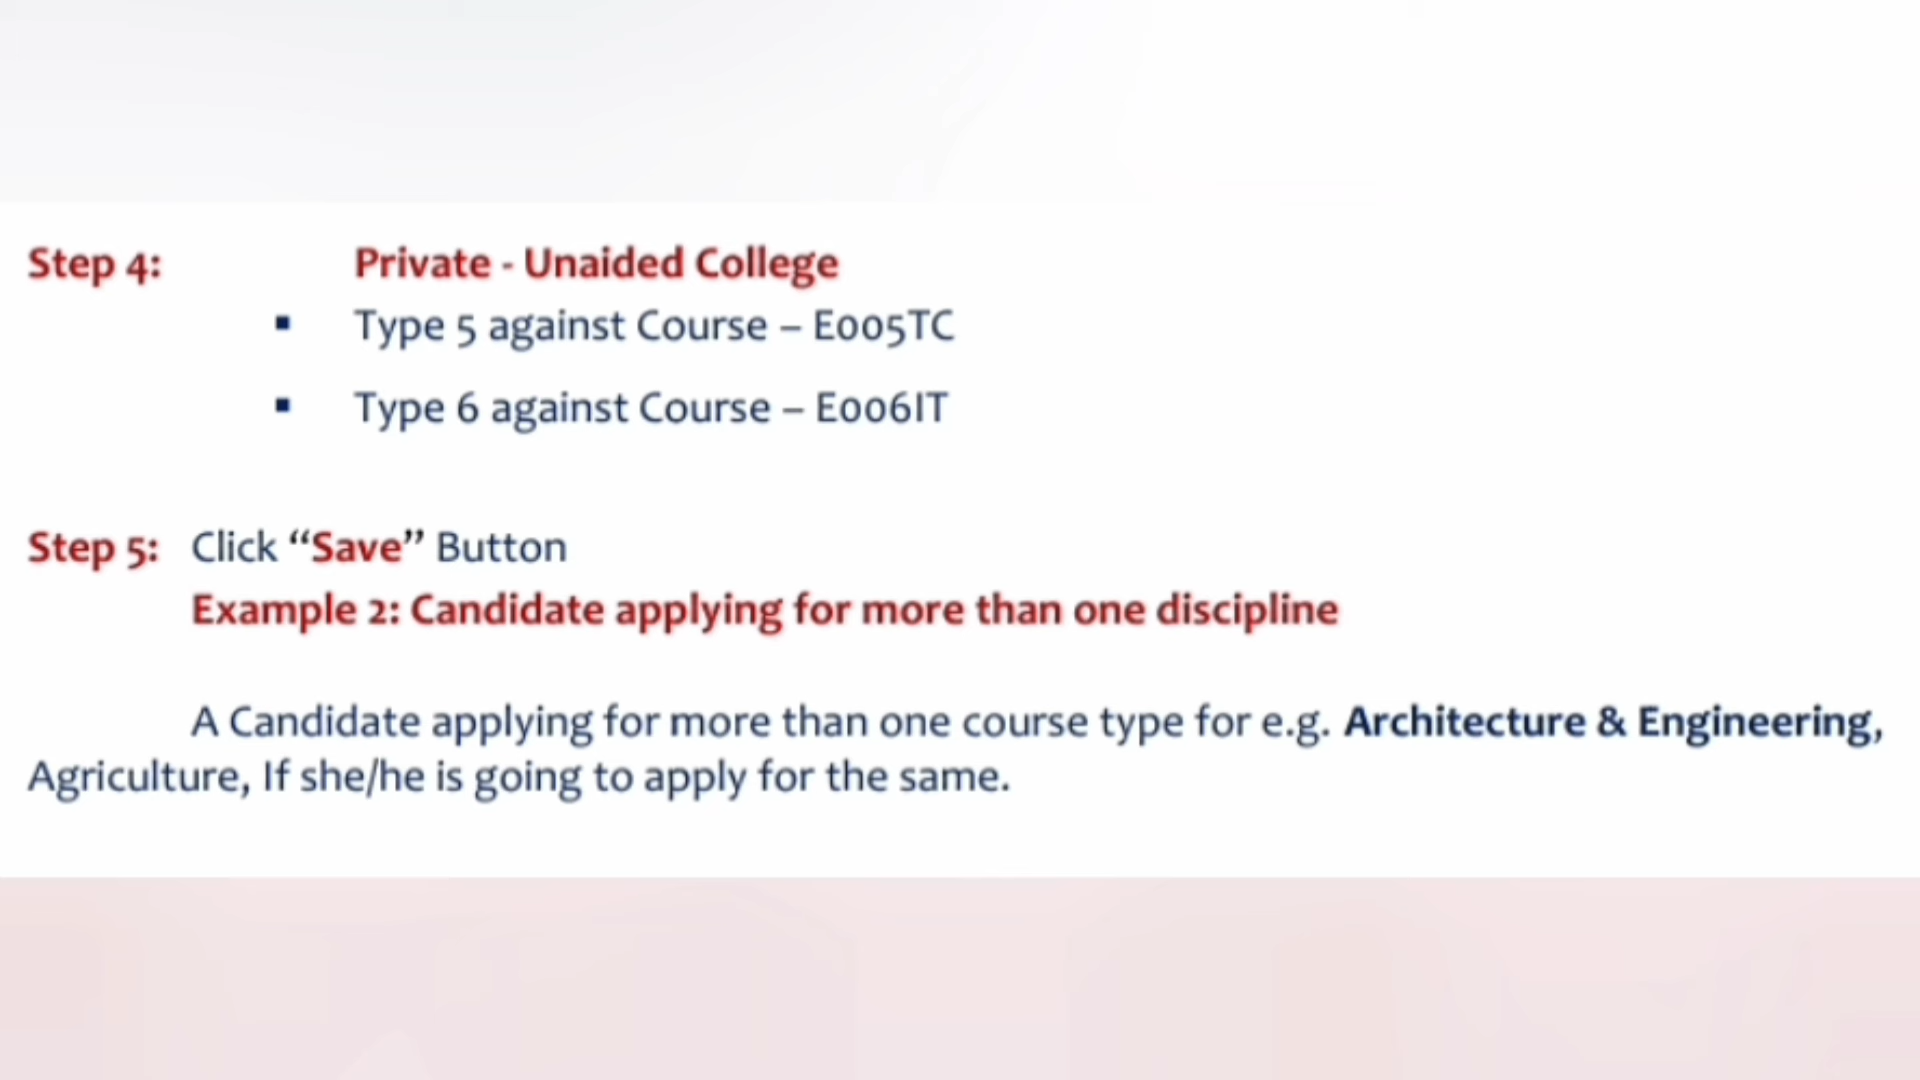 Step 4: Private - Unaided College
▪ Type 5 against Course – E005TC
▪ Type 6 against Course – E006IT
Step 5: Click “Save” Button
Example 2: Candidate applying for more than one discipline
A Candidate applying for more than one course type for e.g. Architecture & Engineering,
Agriculture, If she/he is going to apply for the same.